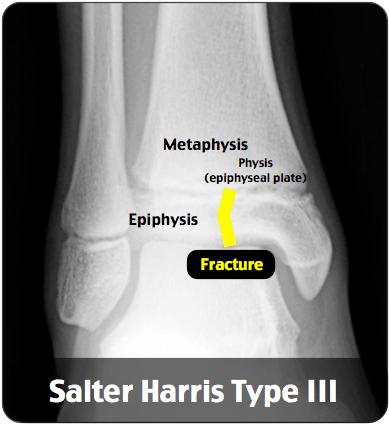 Metaphysis
Physis
(epiphyseal plate)
Epiphysis
Fracture
Salter Harris Type III